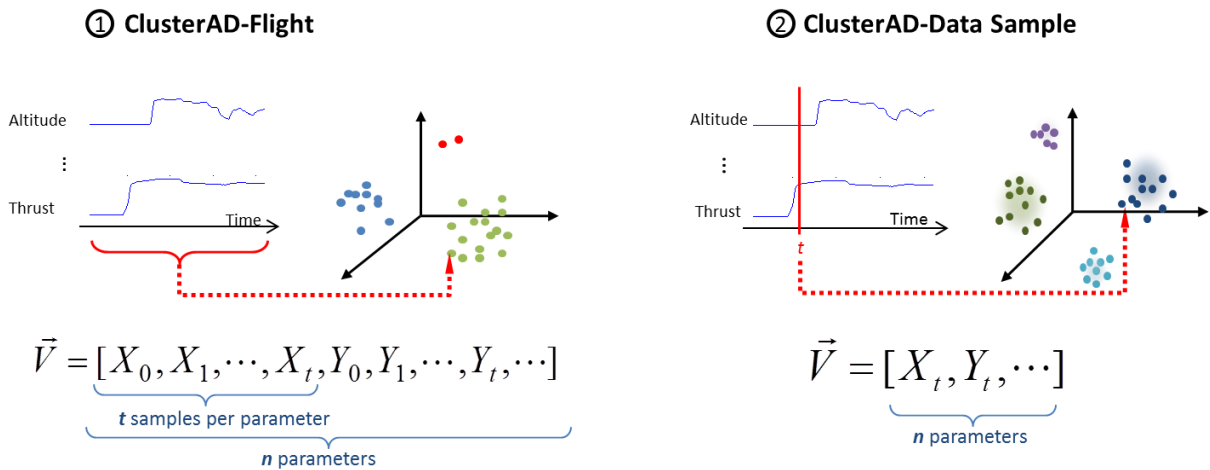 ① ClusterAD-Flight
Altitude
⋮
Thrust
Time
V⃗ = [X₀, X₁, ⋯, Xₜ, Y₀, Y₁, ⋯, Yₜ, ⋯]
t samples per parameter
n parameters
② ClusterAD-Data Sample
Altitude
⋮
Thrust
Time
t
V⃗ = [Xₜ, Yₜ, ⋯]
n parameters